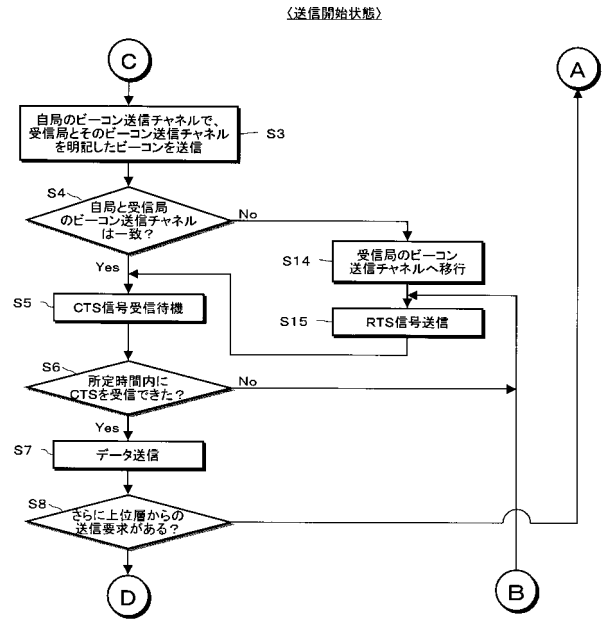 〈送信開始状態〉
C
A
自局のビーコン送信チャネルで、
受信局とそのビーコン送信チャネル
を明記したビーコンを送信
S3
S4
自局と受信局
のビーコン送信チャネル
は一致？
No
Yes
受信局のビーコン
送信チャネルへ移行
S14
S5
CTS信号受信待機
S15
RTS信号送信
S6
所定時間内に
CTSを受信できた？
No
Yes
S7
データ送信
S8
さらに上位層からの
送信要求がある？
D
B